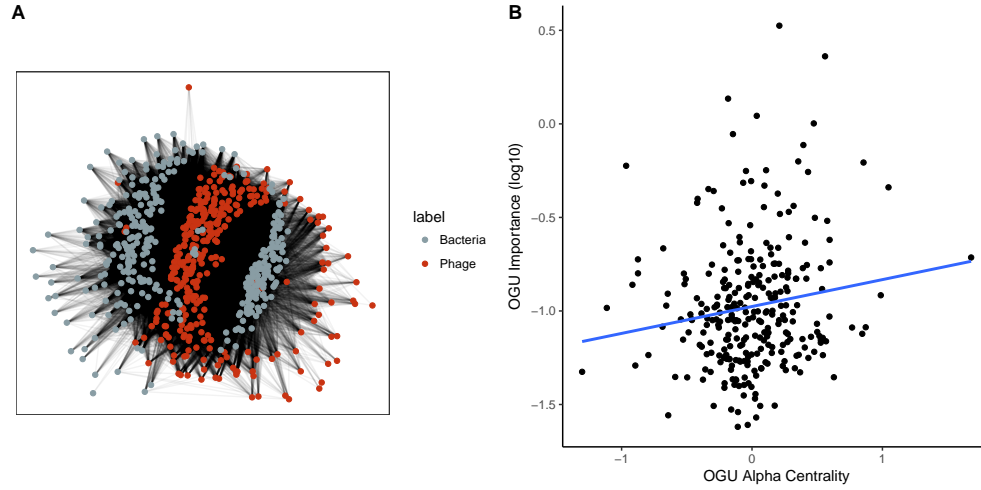 A
label
Bacteria
Phage
B
OGU Importance (log10)
0.5
0.0
−0.5
−1.0
−1.5
−1
0
1
OGU Alpha Centrality